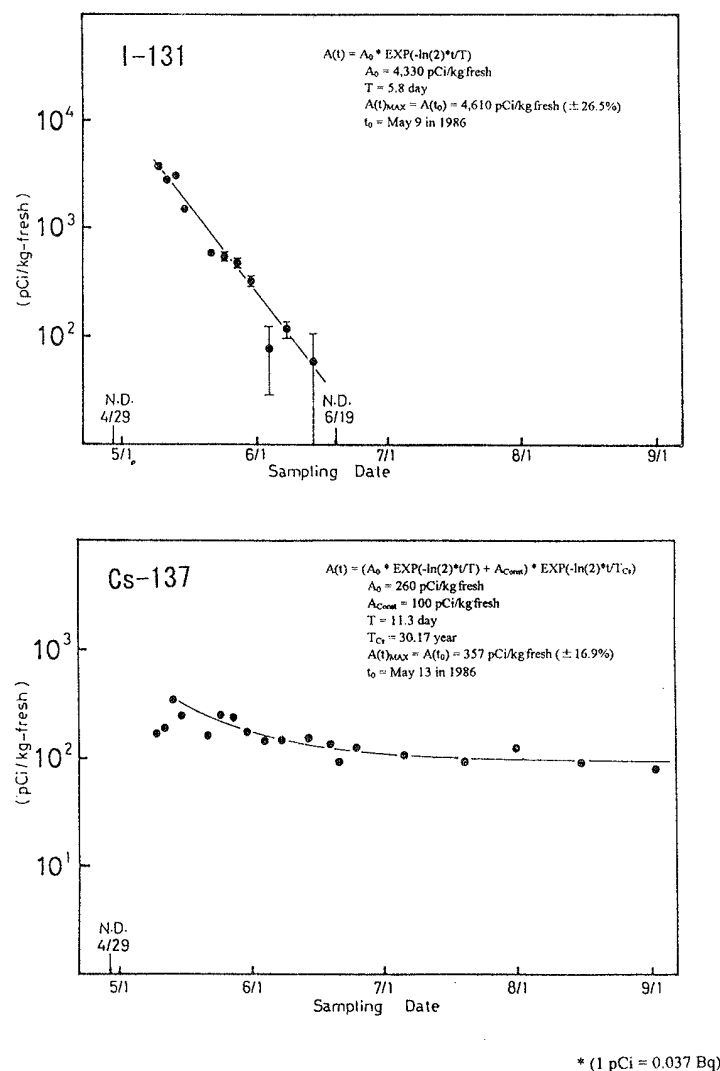 I-131
A(t) = A₀ * EXP(-ln(2)*t/T)
A₀ = 4,330 pCi/kg fresh
T = 5.8 day
A(t)MAX = A(t₀) = 4,610 pCi/kg fresh ( ± 26.5%)
t₀ = May 9 in 1986
10⁴
10³
10²
(pCi/kg-fresh)
N.D.
4/29
N.D.
6/19
5/1
6/1
7/1
8/1
9/1
Sampling Date
Cs-137
A(t) = (A₀ * EXP(-ln(2)*t/T) + AConst) * EXP(-ln(2)*t/TCs)
A₀ = 260 pCi/kg fresh
AConst = 100 pCi/kg fresh
T = 11.3 day
TCs = 30.17 year
A(t)MAX = A(t₀) = 357 pCi/kg fresh ( ± 16.9%)
t₀ = May 13 in 1986
10³
10²
10¹
(pCi/kg-fresh)
N.D.
4/29
5/1
6/1
7/1
8/1
9/1
Sampling Date
* (1 pCi = 0.037 Bq)